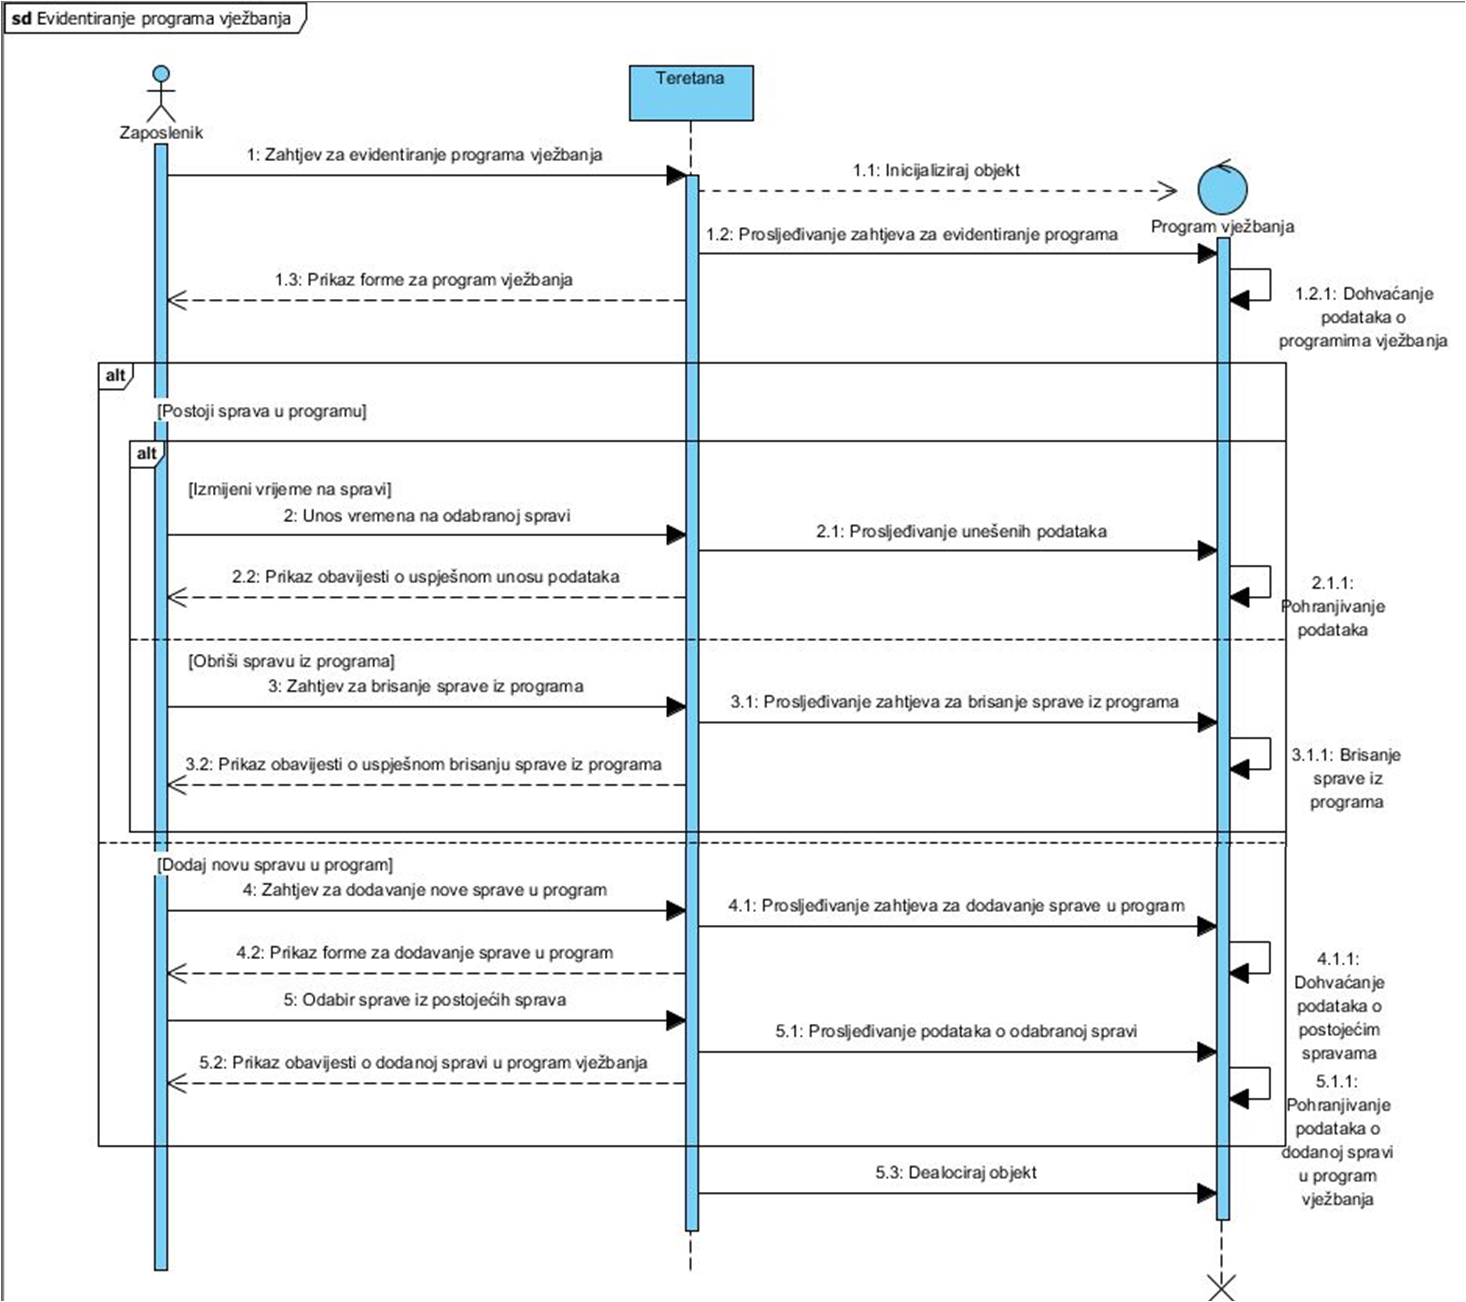 sd Evidentiranje programa vježbanja
Zaposlenik
Teretana
Program vježbanja
1: Zahtjev za evidentiranje programa vježbanja
1.1: Inicijaliziraj objekt
1.2: Prosljeđivanje zahtjeva za evidentiranje programa
1.3: Prikaz forme za program vježbanja
1.2.1: Dohvaćanje
podataka o
programima vježbanja
alt
[Postoji sprava u programu]
alt
[Izmijeni vrijeme na spravi]
2: Unos vremena na odabranoj spravi
2.1: Prosljeđivanje unešenih podataka
2.2: Prikaz obavijesti o uspješnom unosu podataka
2.1.1:
Pohranjivanje
podataka
[Obriši spravu iz programa]
3: Zahtjev za brisanje sprave iz programa
3.1: Prosljeđivanje zahtjeva za brisanje sprave iz programa
3.2: Prikaz obavijesti o uspješnom brisanju sprave iz programa
3.1.1: Brisanje
sprave iz
programa
[Dodaj novu spravu u program]
4: Zahtjev za dodavanje nove sprave u program
4.1: Prosljeđivanje zahtjeva za dodavanje sprave u program
4.2: Prikaz forme za dodavanje sprave u program
4.1.1:
Dohvaćanje
podataka o
postojećim
spravama
5: Odabir sprave iz postojećih sprava
5.1: Prosljeđivanje podataka o odabranoj spravi
5.2: Prikaz obavijesti o dodanoj spravi u program vježbanja
5.1.1:
Pohranjivanje
podataka o
dodanoj spravi
u program
vježbanja
5.3: Dealociraj objekt